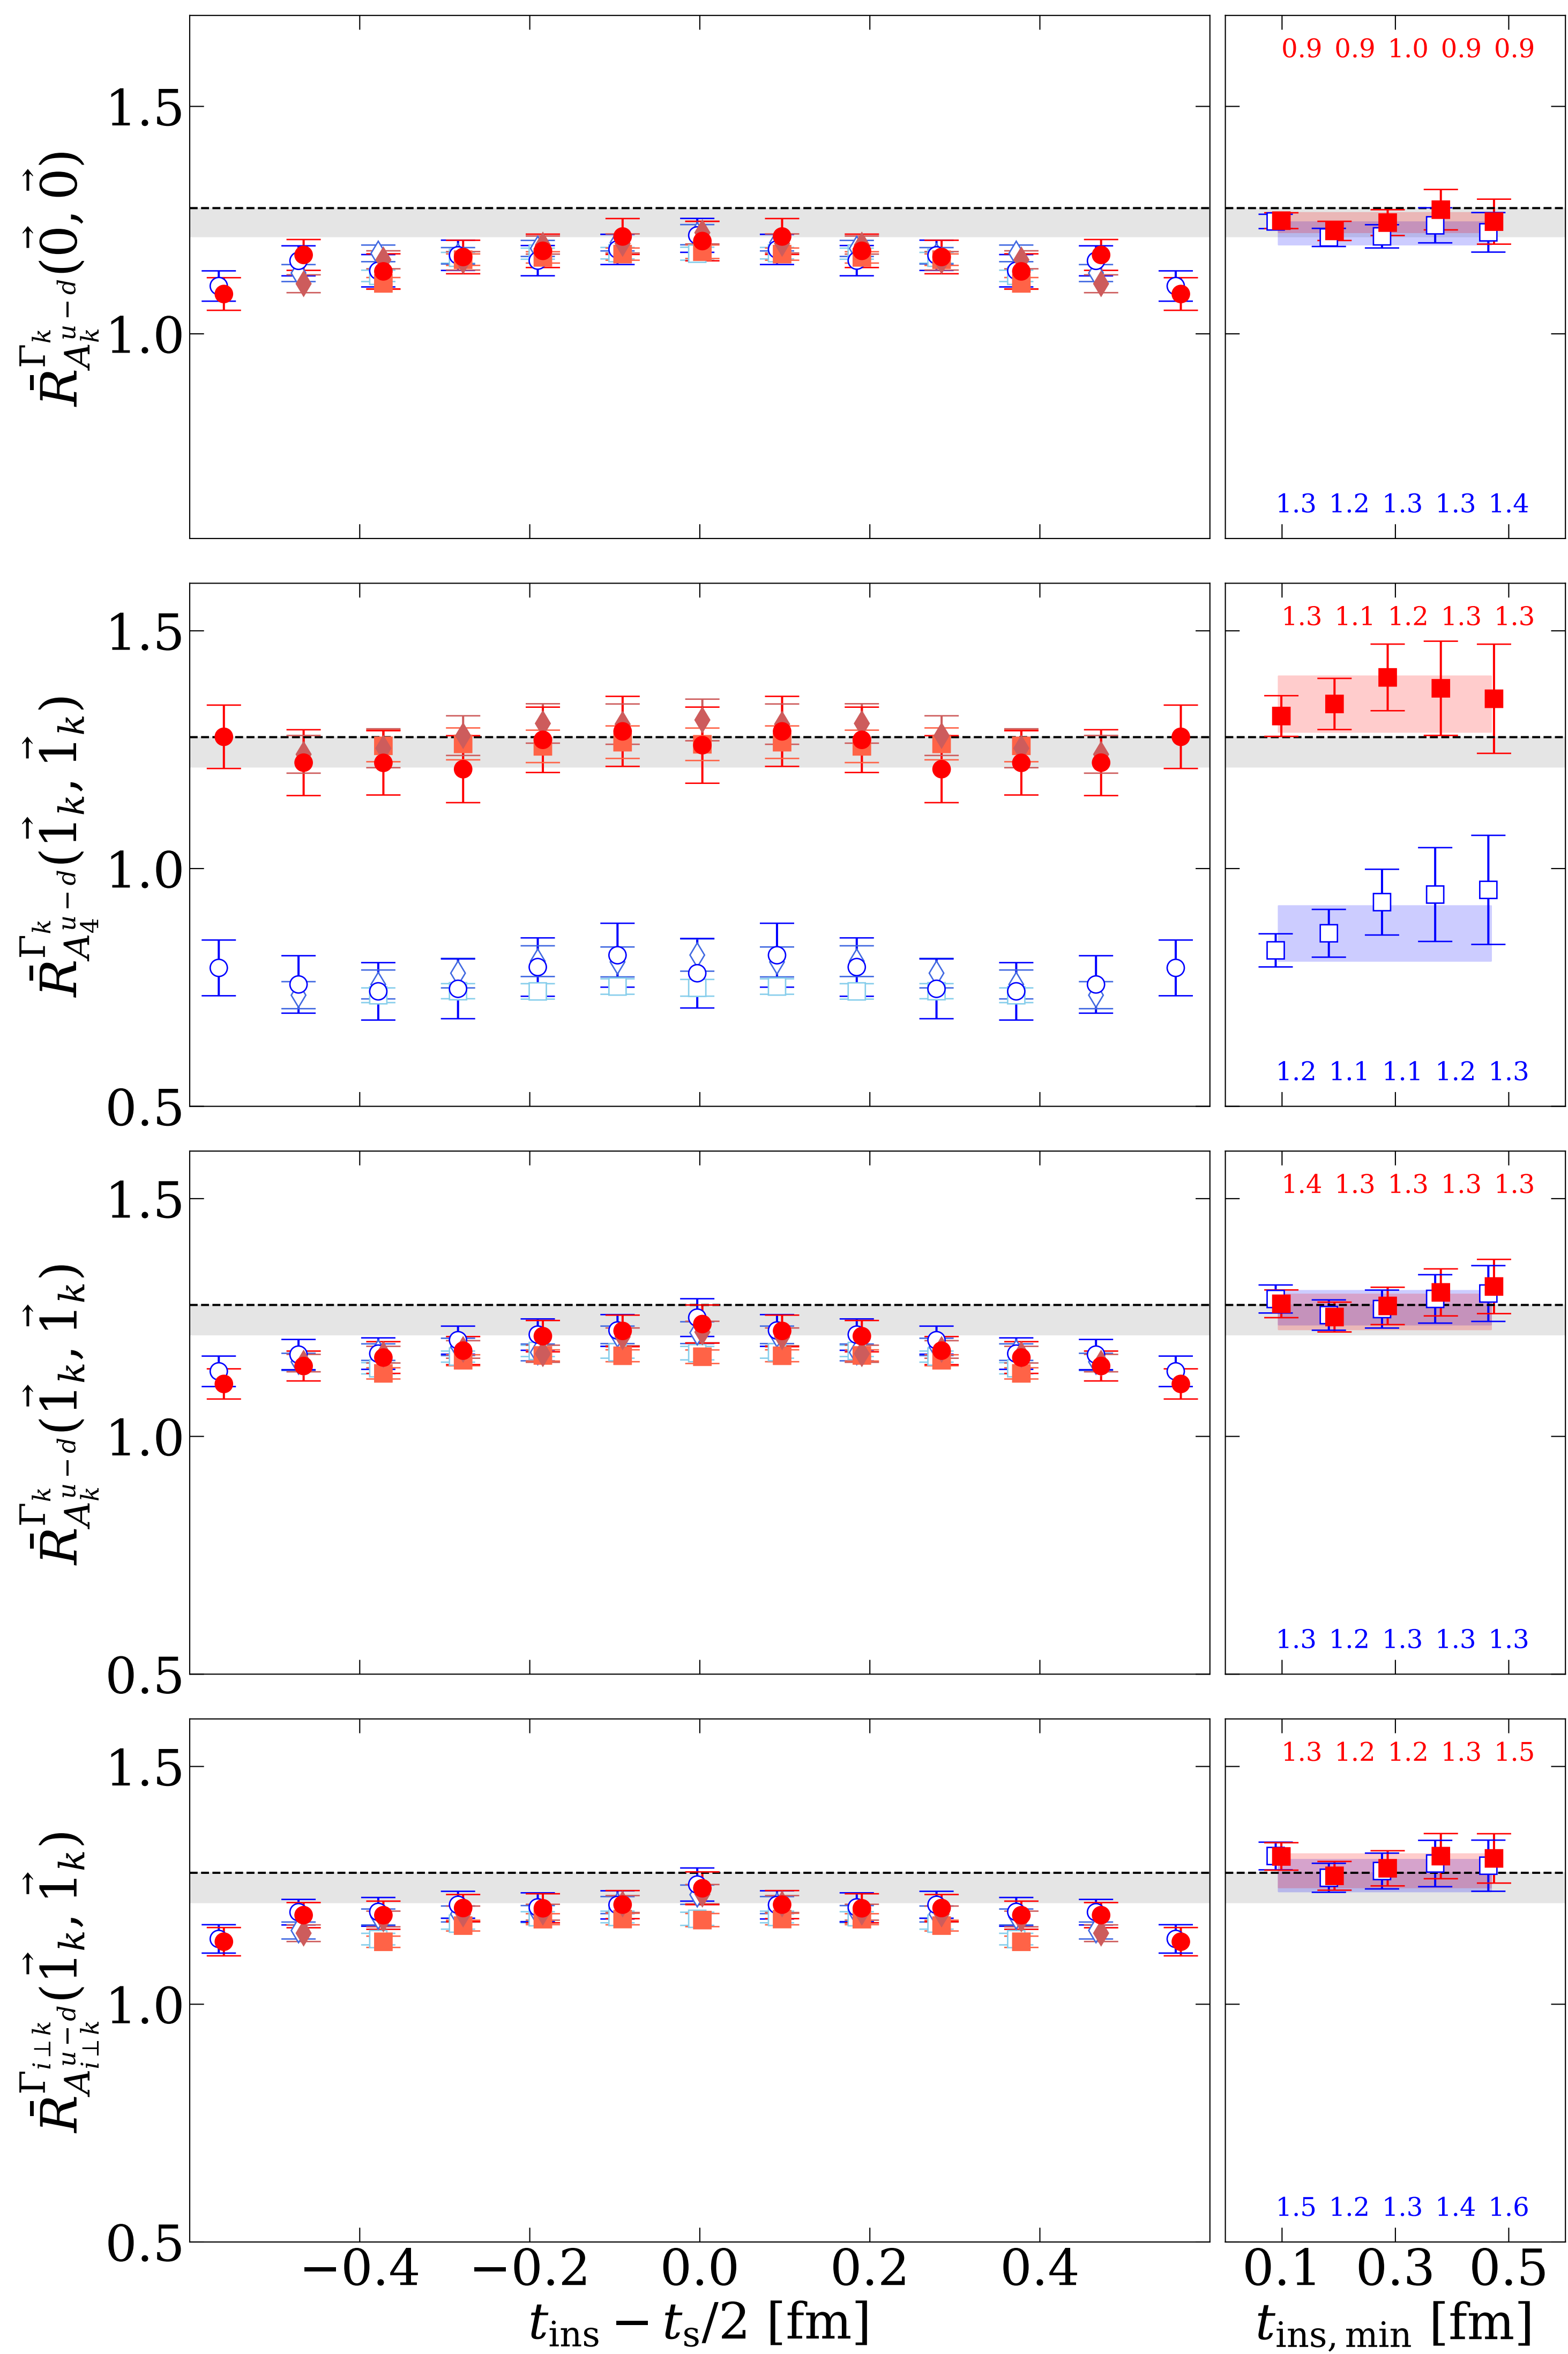 R̄^{Γ_k}_{A_k^{u−d}}(0⃗, 0⃗)
1.5
1.0
0.9 0.9 1.0 0.9 0.9
1.3 1.2 1.3 1.3 1.4
R̄^{Γ_k}_{A_4^{u−d}}(1⃗_k, 1⃗_k)
1.5
1.0
0.5
1.3 1.1 1.2 1.3 1.3
1.2 1.1 1.1 1.2 1.3
R̄^{Γ_k}_{A_k^{u−d}}(1⃗_k, 1⃗_k)
1.5
1.0
0.5
1.4 1.3 1.3 1.3 1.3
1.3 1.2 1.3 1.3 1.3
R̄^{Γ_{i⊥k}}_{A_{i⊥k}^{u−d}}(1⃗_k, 1⃗_k)
1.5
1.0
0.5
1.3 1.2 1.2 1.3 1.5
1.5 1.2 1.3 1.4 1.6
−0.4 −0.2 0.0 0.2 0.4
0.1 0.3 0.5
t_ins − t_s/2 [fm]
t_ins, min [fm]